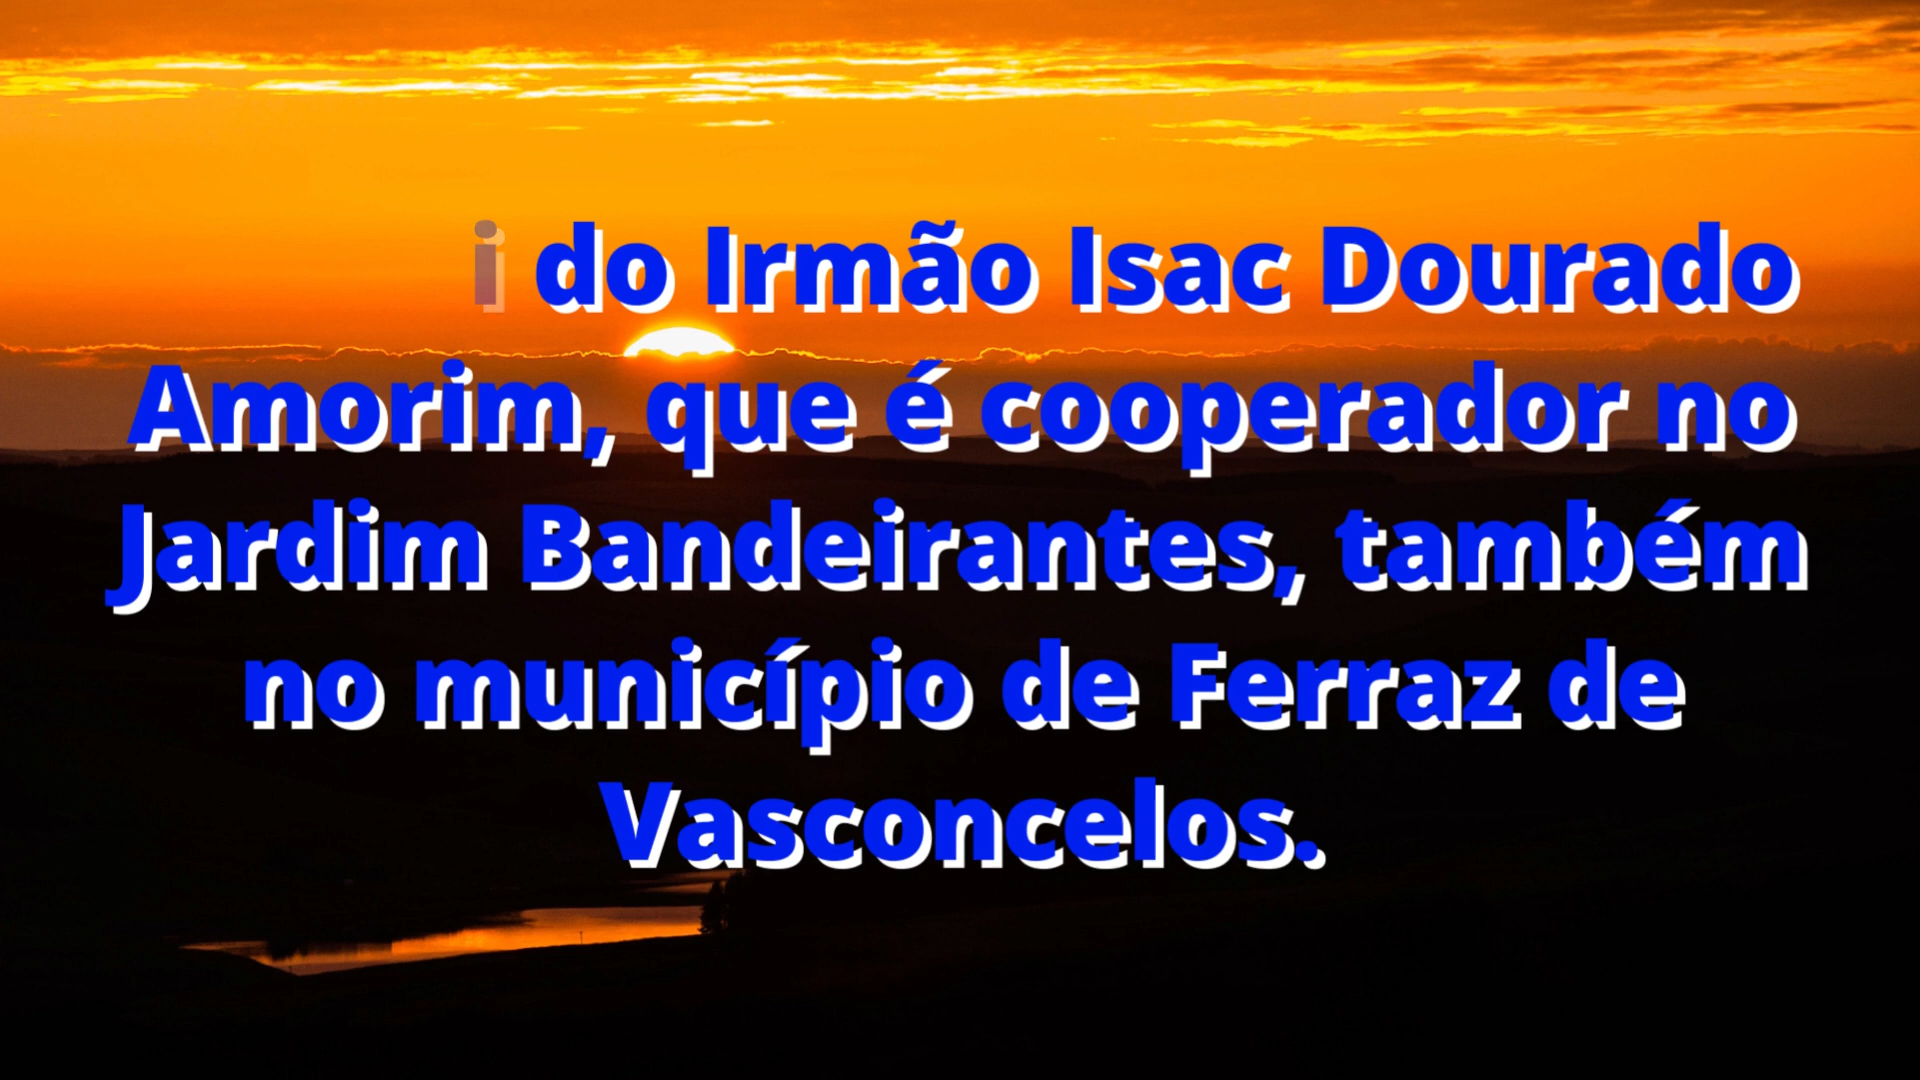 i do Irmão Isac Dourado
Amorim, que é cooperador no
Jardim Bandeirantes, também
no município de Ferraz de
Vasconcelos.